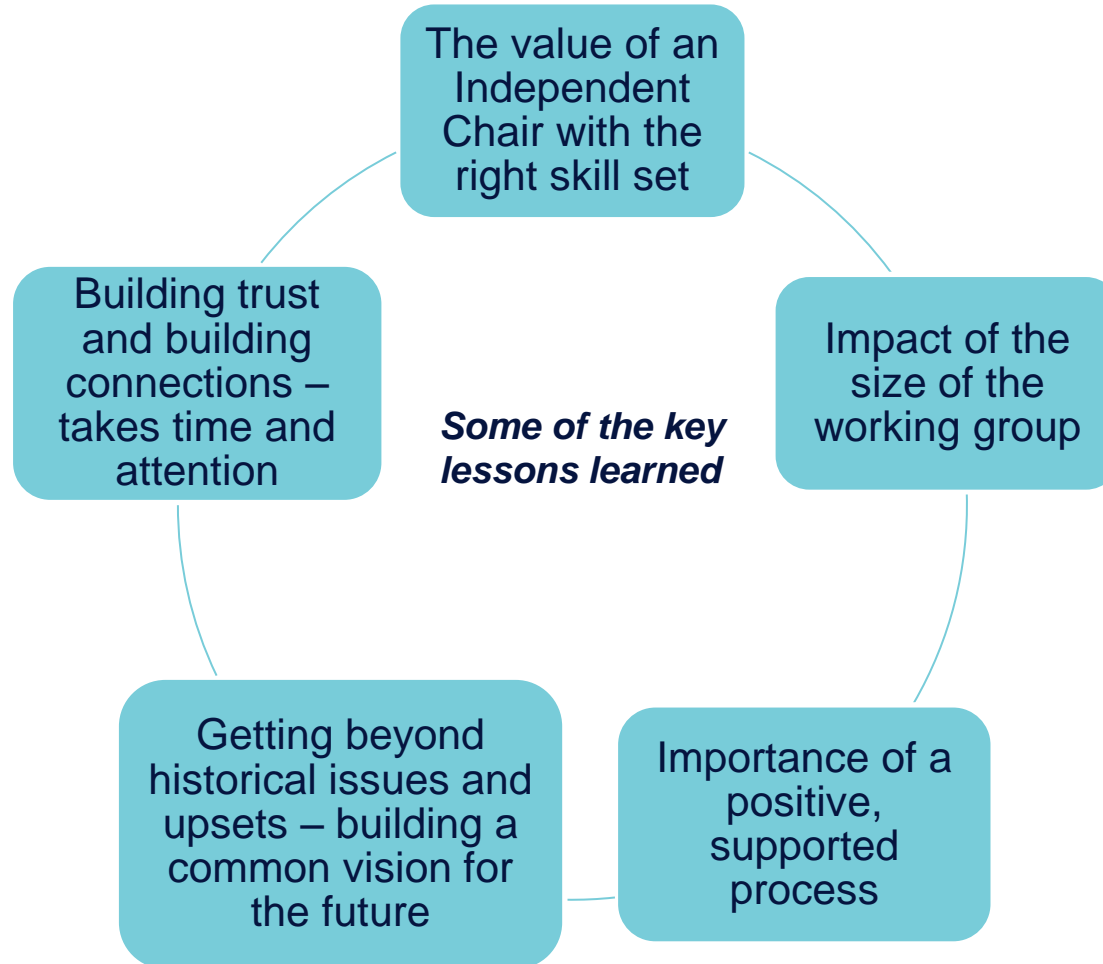 The value of an
Independent
Chair with the
right skill set
Impact of the
size of the
working group
Importance of a
positive,
supported
process
Getting beyond
historical issues and
upsets – building a
common vision for
the future
Building trust
and building
connections –
takes time and
attention
Some of the key
lessons learned